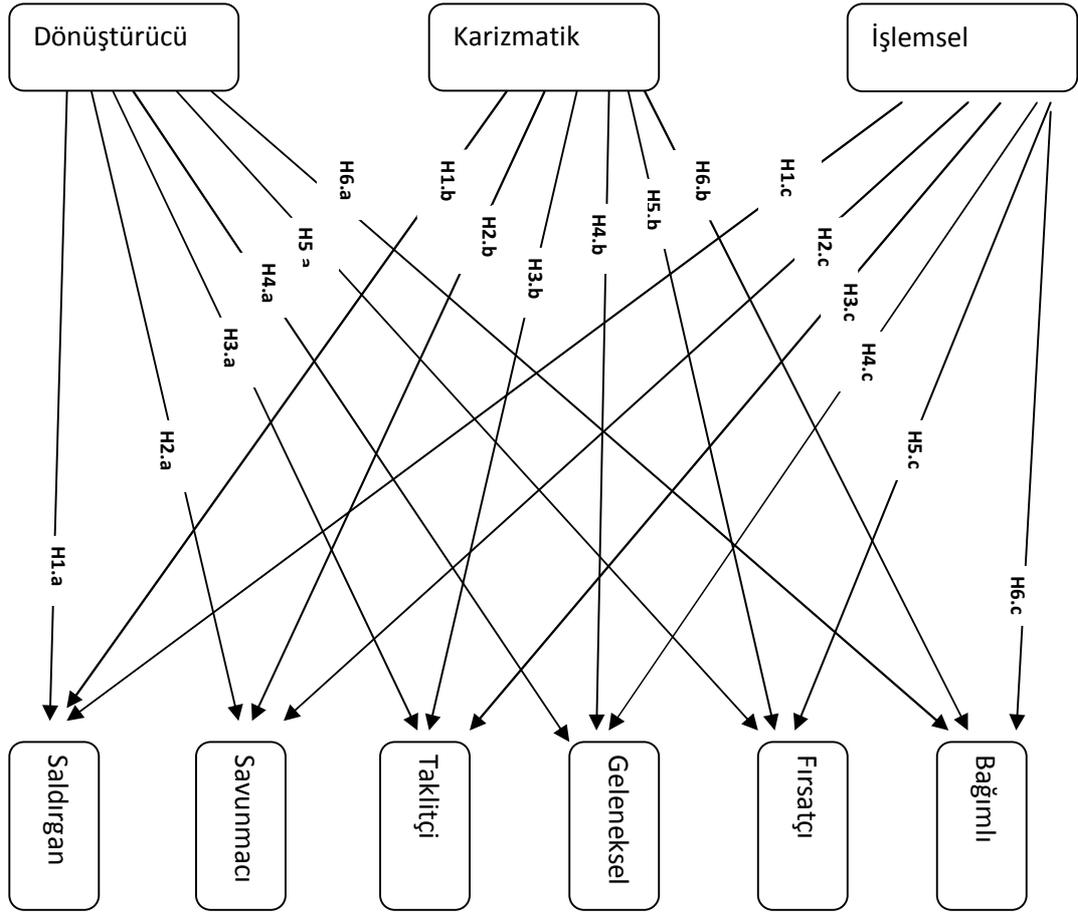 Dönüştürücü
Karizmatik
İşlemsel
H1.a
H2.a
H3.a
H4.a
H5.a
H6.a
H1.b
H2.b
H3.b
H4.b
H5.b
H6.b
H1.c
H2.c
H3.c
H4.c
H5.c
H6.c
Saldırgan
Savunmacı
Taklitçi
Geleneksel
Fırsatçı
Bağımlı